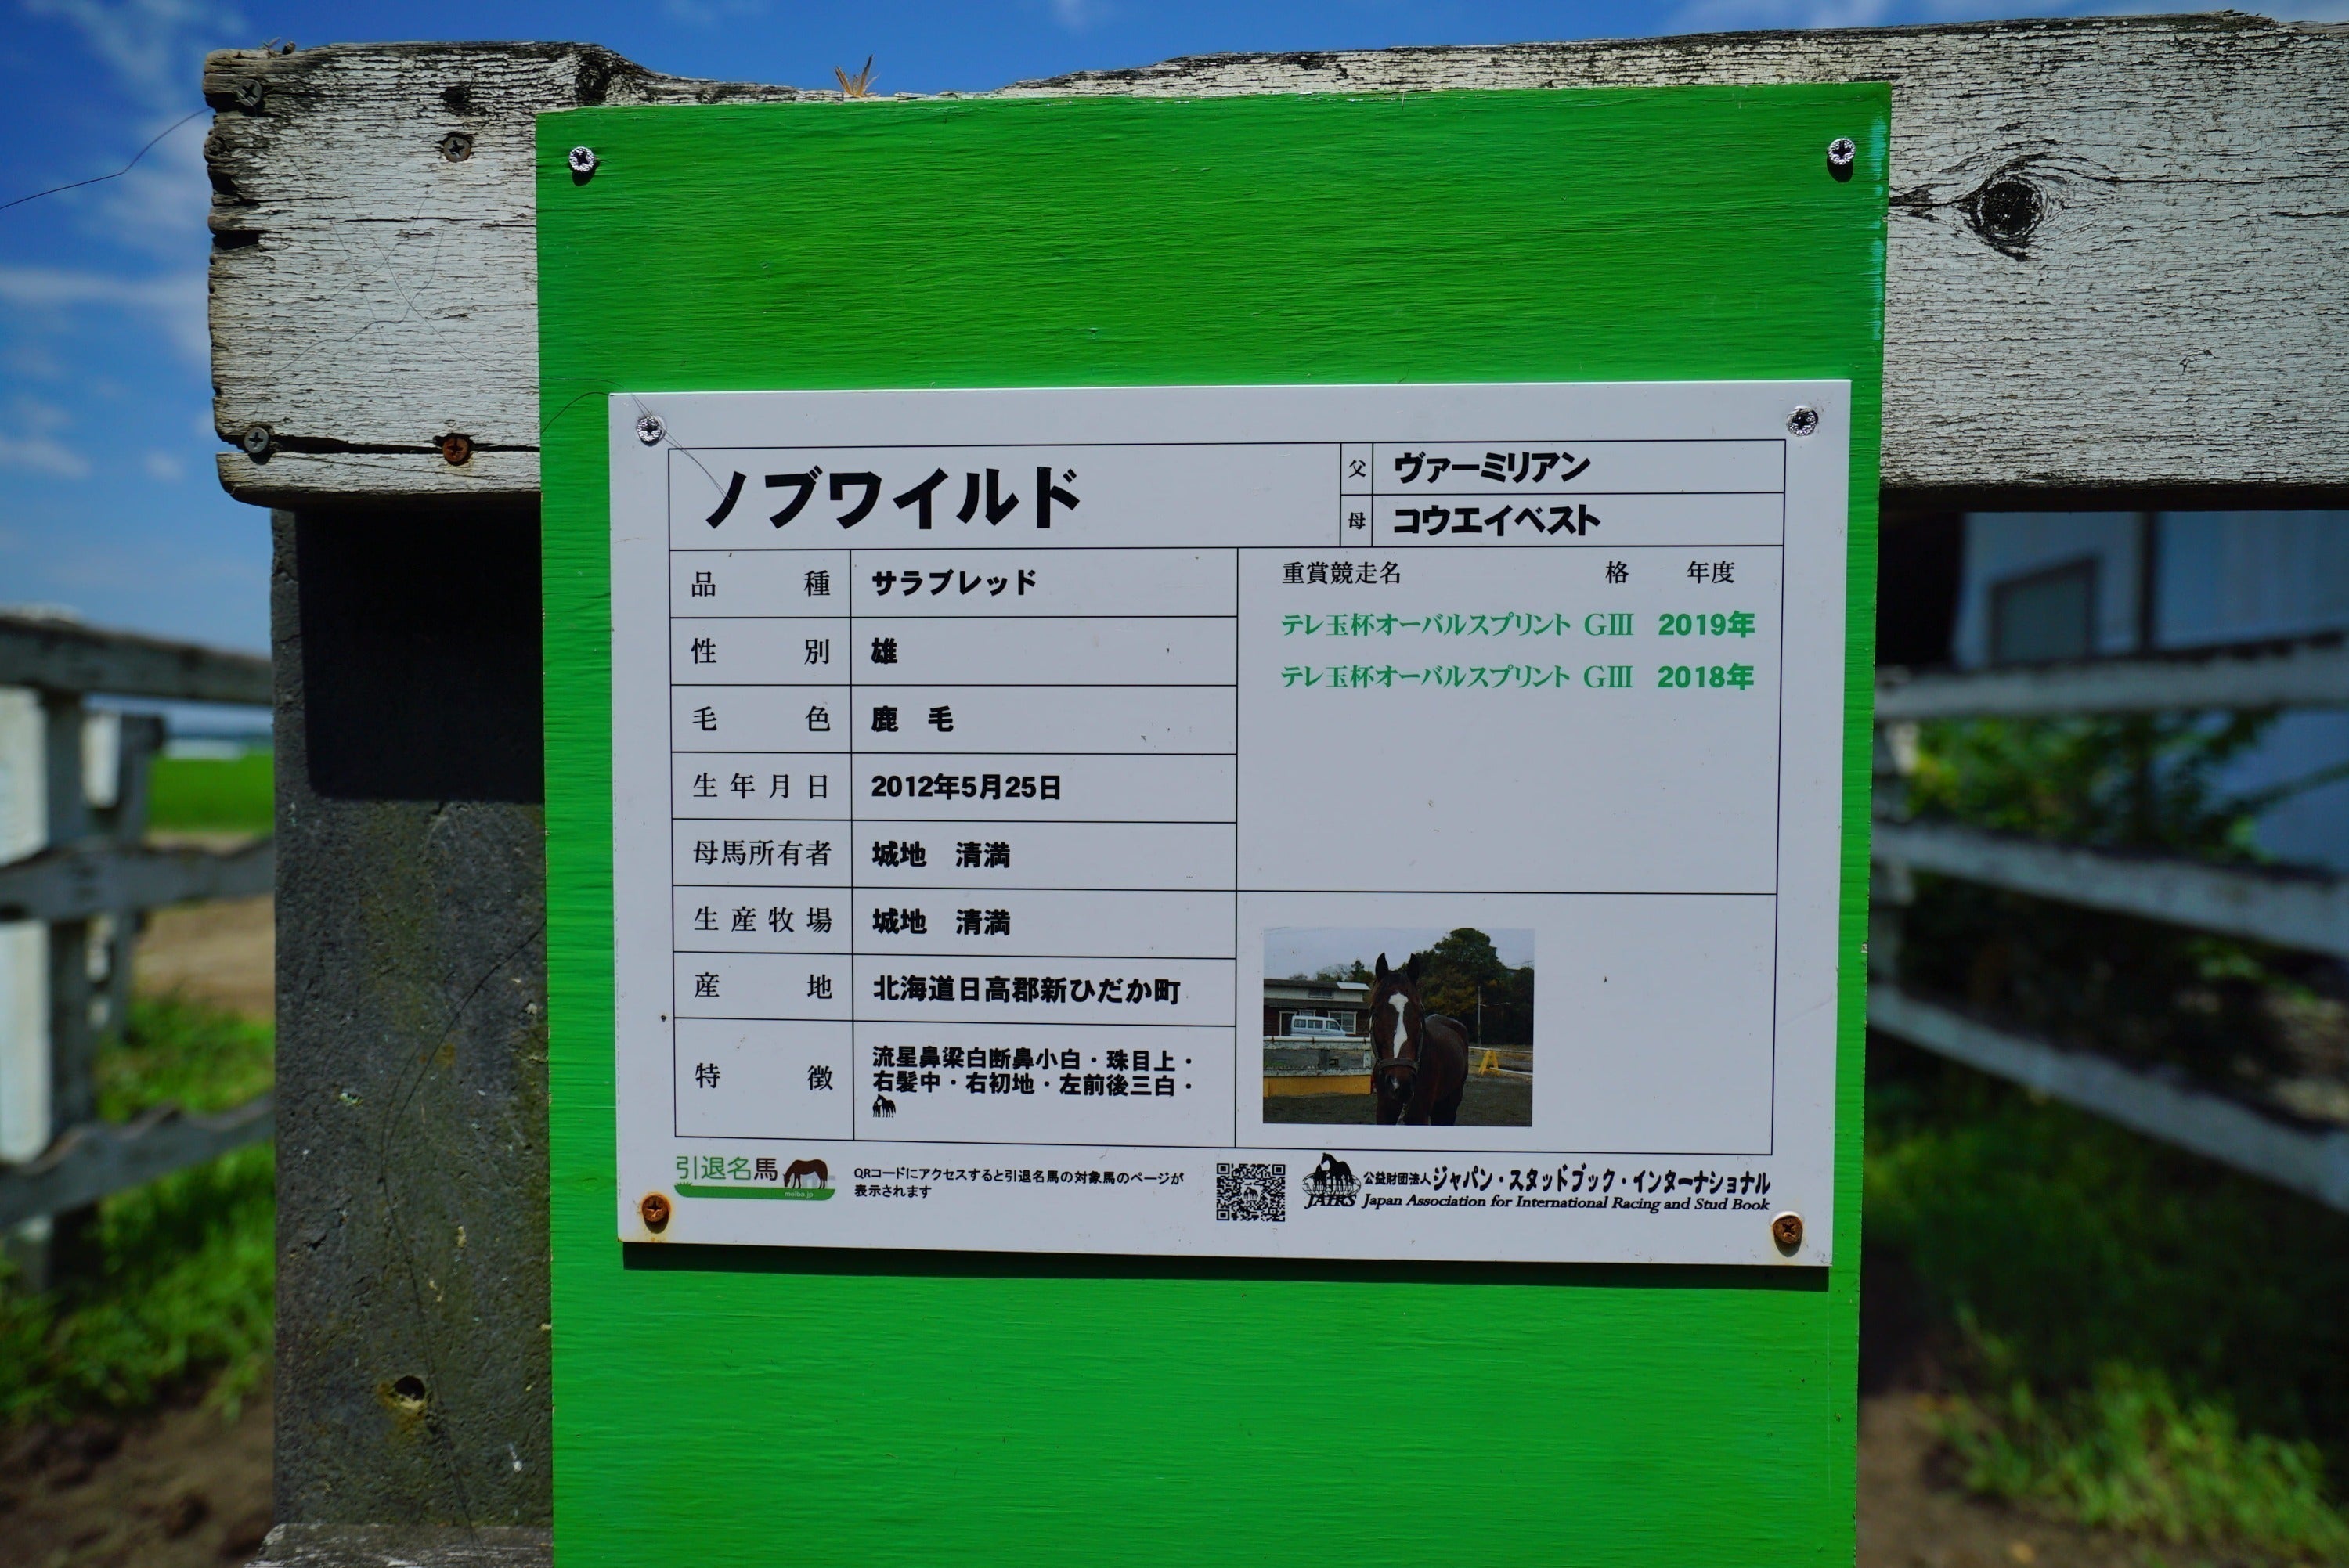 ノブワイルド
父 ヴァーミリアン
母 コウエイベスト
品種 サラブレッド
性別 雄
毛色 鹿毛
生年月日 2012年5月25日
母馬所有者 城地 清満
生産牧場 城地 清満
産地 北海道日高郡新ひだか町
特徴 流星鼻梁白断鼻小白・珠目上・
右髪中・右初地・左前後三白・
重賞競走名 格 年度
テレ玉杯オーバルスプリント GIII 2019年
テレ玉杯オーバルスプリント GIII 2018年
引退名馬
meiba.jp
QRコードにアクセスすると引退名馬の対象馬のページが
表示されます
JAIRS
公益財団法人ジャパン・スタッドブック・インターナショナル
Japan Association for International Racing and Stud Book